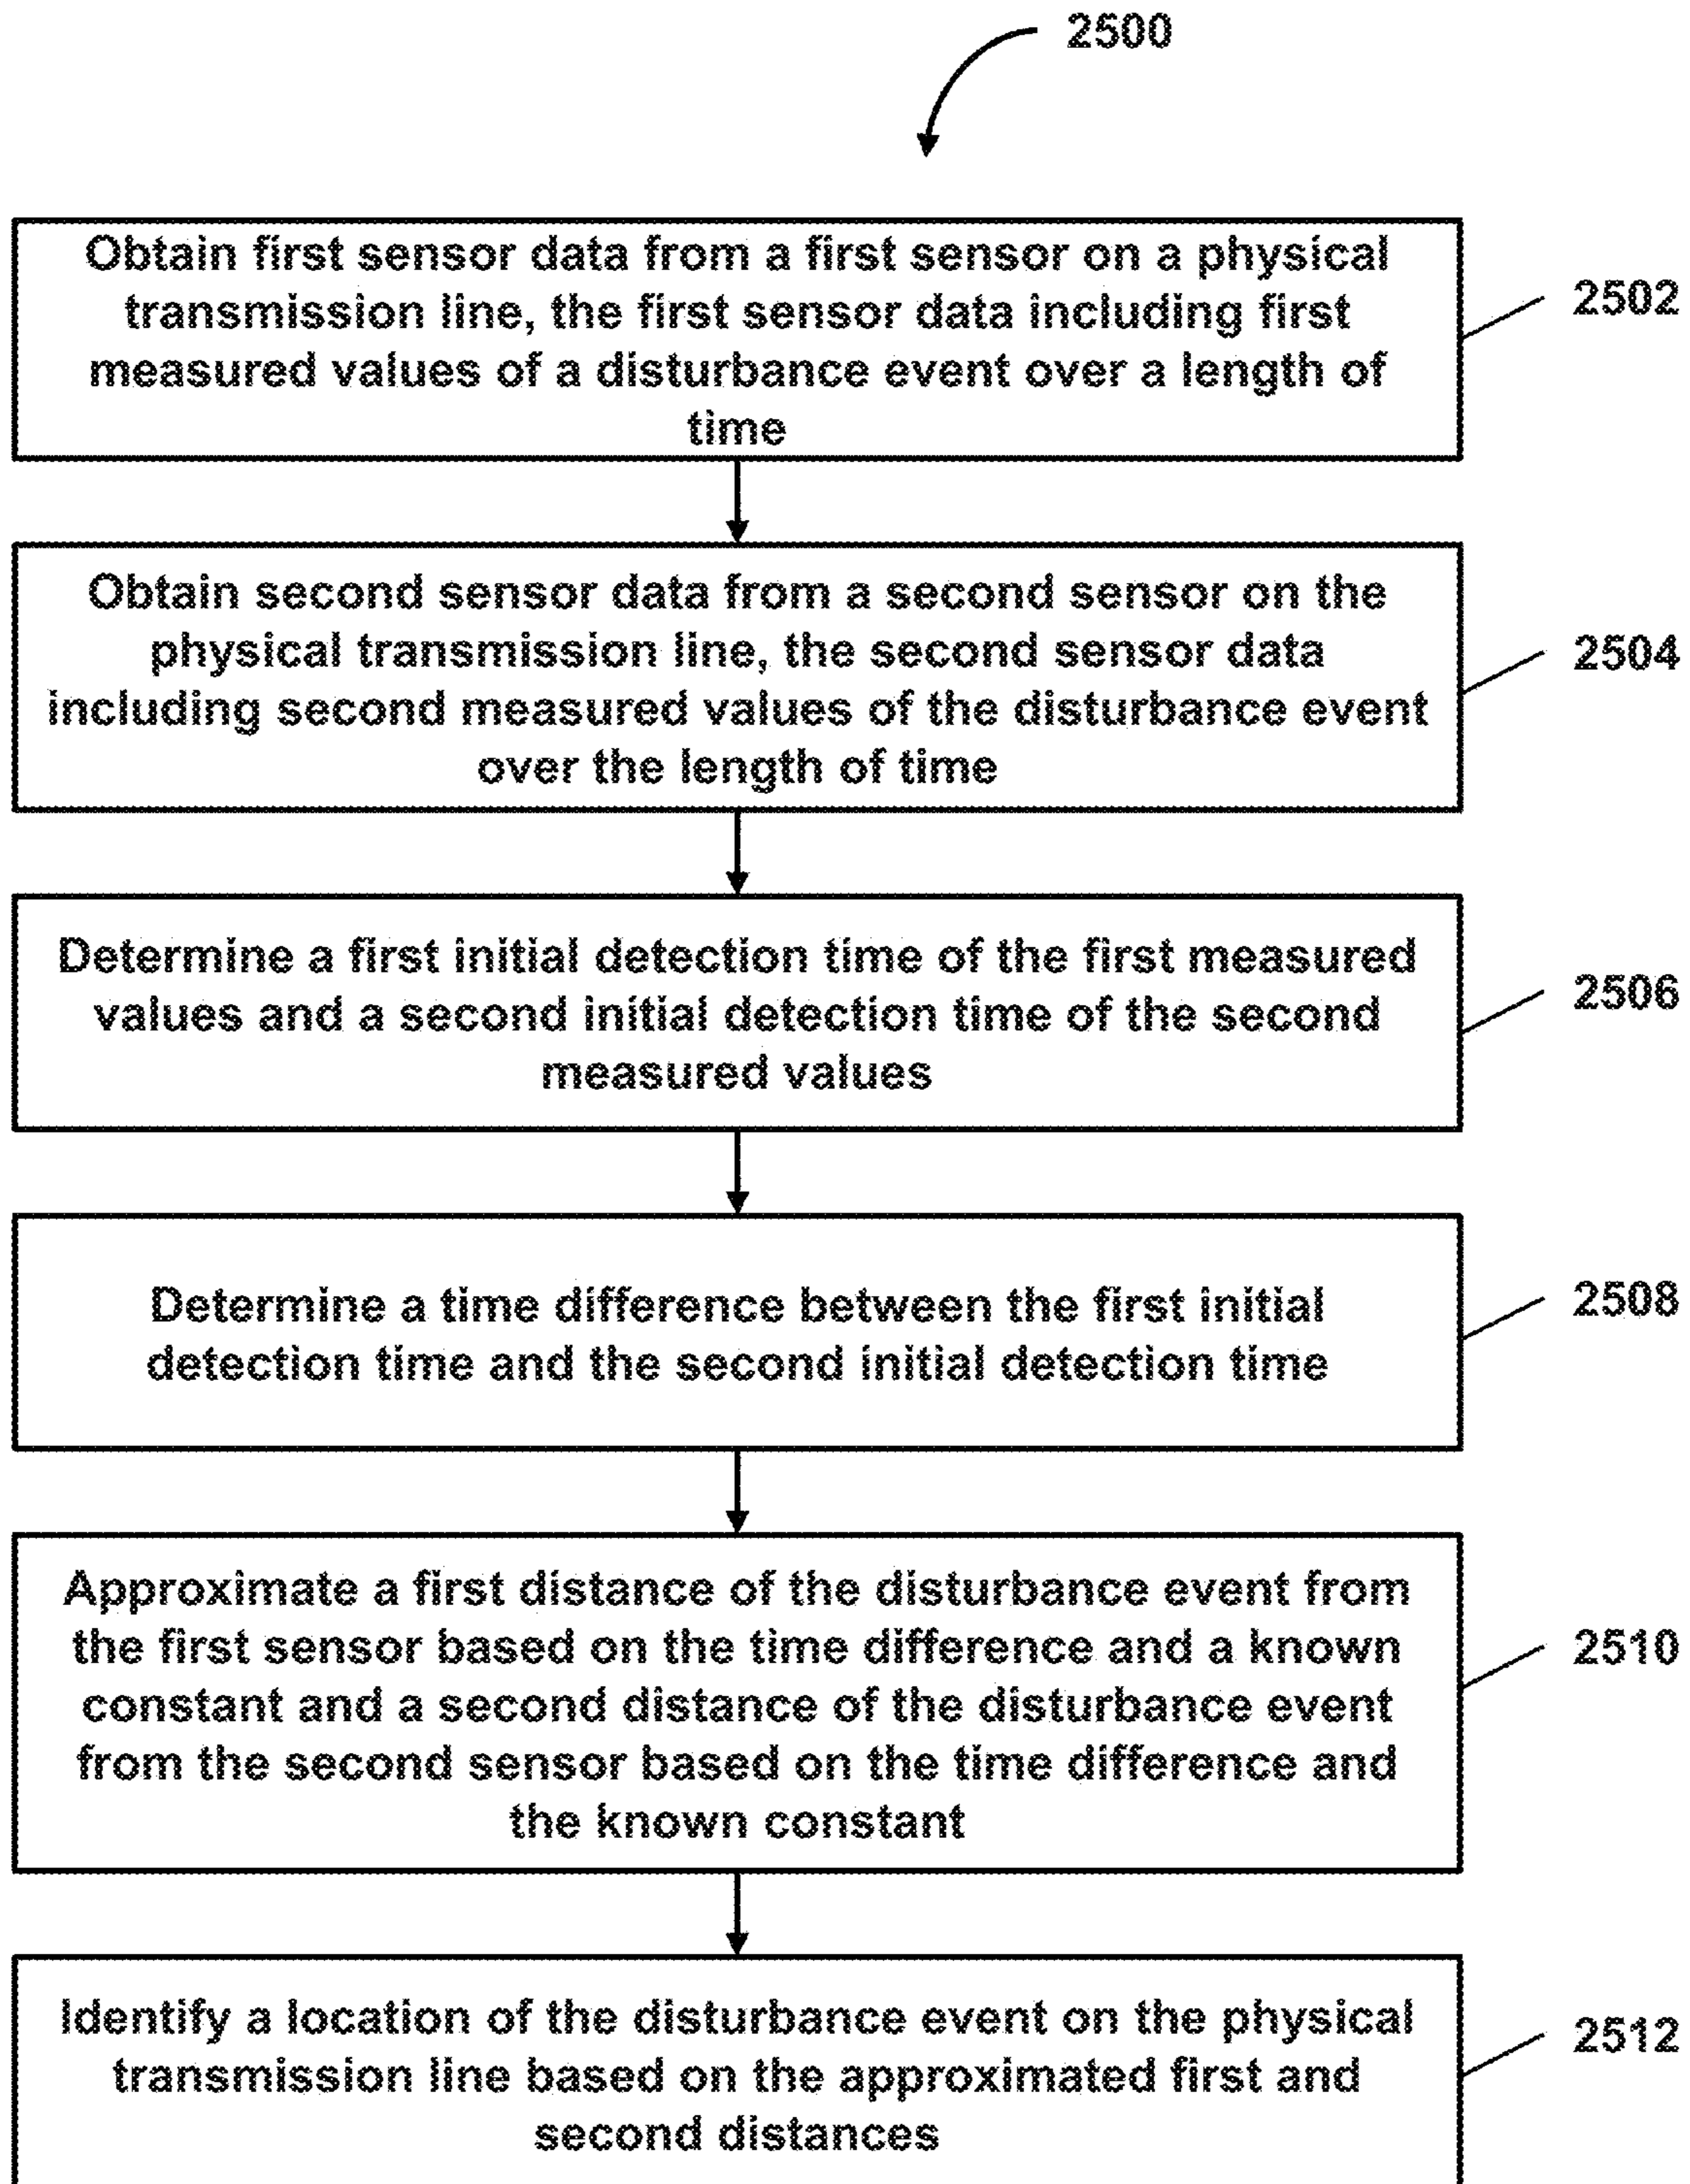 2500
Obtain first sensor data from a first sensor on a physical
transmission line, the first sensor data including first
measured values of a disturbance event over a length of
time
2502
Obtain second sensor data from a second sensor on the
physical transmission line, the second sensor data
including second measured values of the disturbance event
over the length of time
2504
Determine a first initial detection time of the first measured
values and a second initial detection time of the second
measured values
2506
Determine a time difference between the first initial
detection time and the second initial detection time
2508
Approximate a first distance of the disturbance event from
the first sensor based on the time difference and a known
constant and a second distance of the disturbance event
from the second sensor based on the time difference and
the known constant
2510
Identify a location of the disturbance event on the physical
transmission line based on the approximated first and
second distances
2512